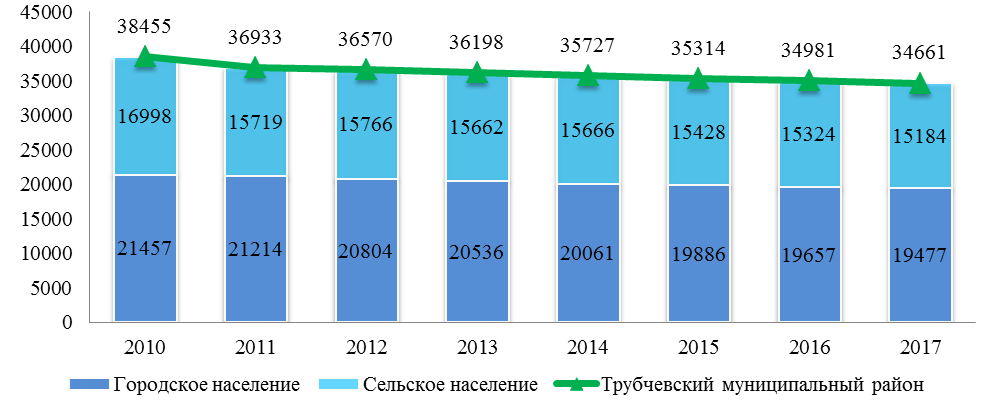 45000
40000
35000
30000
25000
20000
15000
10000
5000
0
38455 36933 36570 36198 35727 35314 34981 34661
16998 15719 15766 15662 15666 15428 15324 15184
21457 21214 20804 20536 20061 19886 19657 19477
2010 2011 2012 2013 2014 2015 2016 2017
Городское население Сельское население Трубчевский муниципальный район